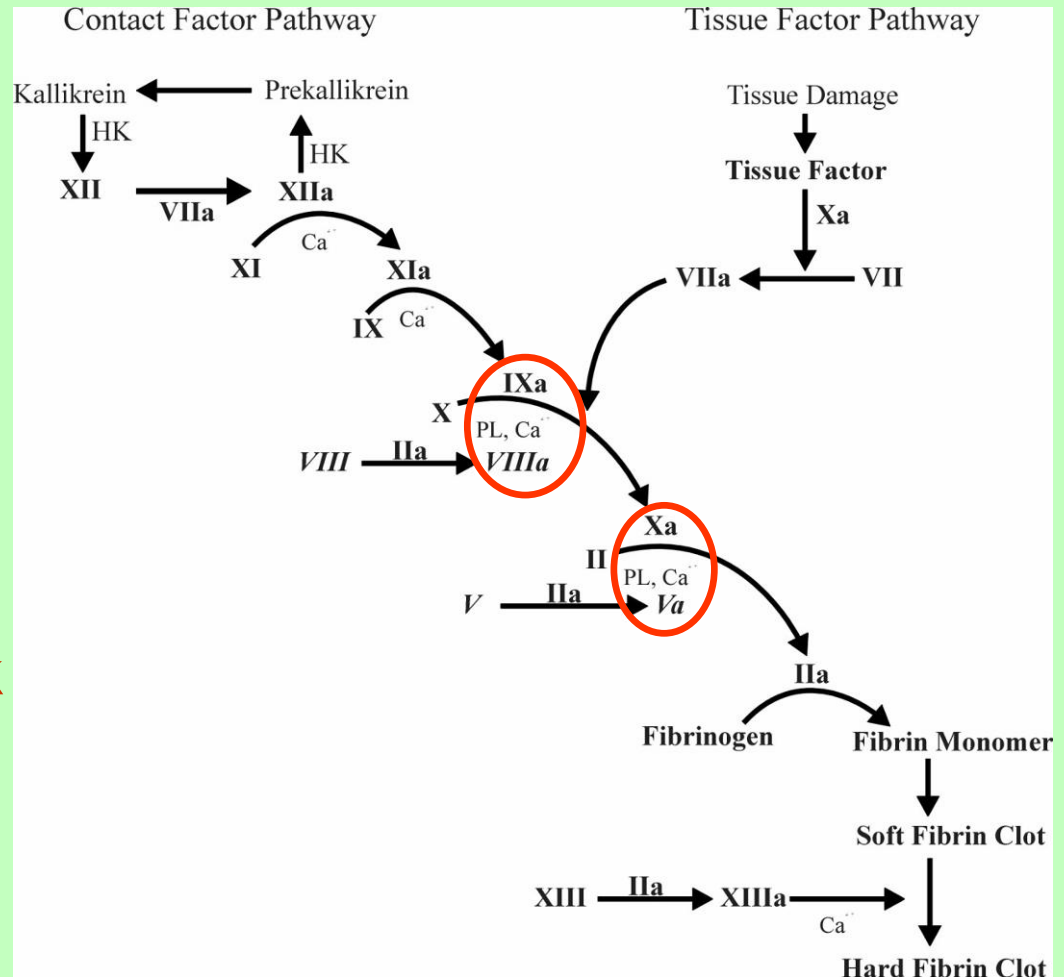 Contact Factor Pathway
Tissue Factor Pathway
Kallikrein
Prekallikrein
Tissue Damage
HK
HK
Tissue Factor
XII
VIIa
XIIa
Xa
Ca¨
XI
XIa
VIIa
VII
IX
Ca¨
IXa
X
PL, Ca¨
VIII
IIa
VIIIa
Xa
II
PL, Ca¨
V
IIa
Va
IIa
Fibrinogen
Fibrin Monomer
Soft Fibrin Clot
XIII
IIa
XIIIa
Ca¨
Hard Fibrin Clot